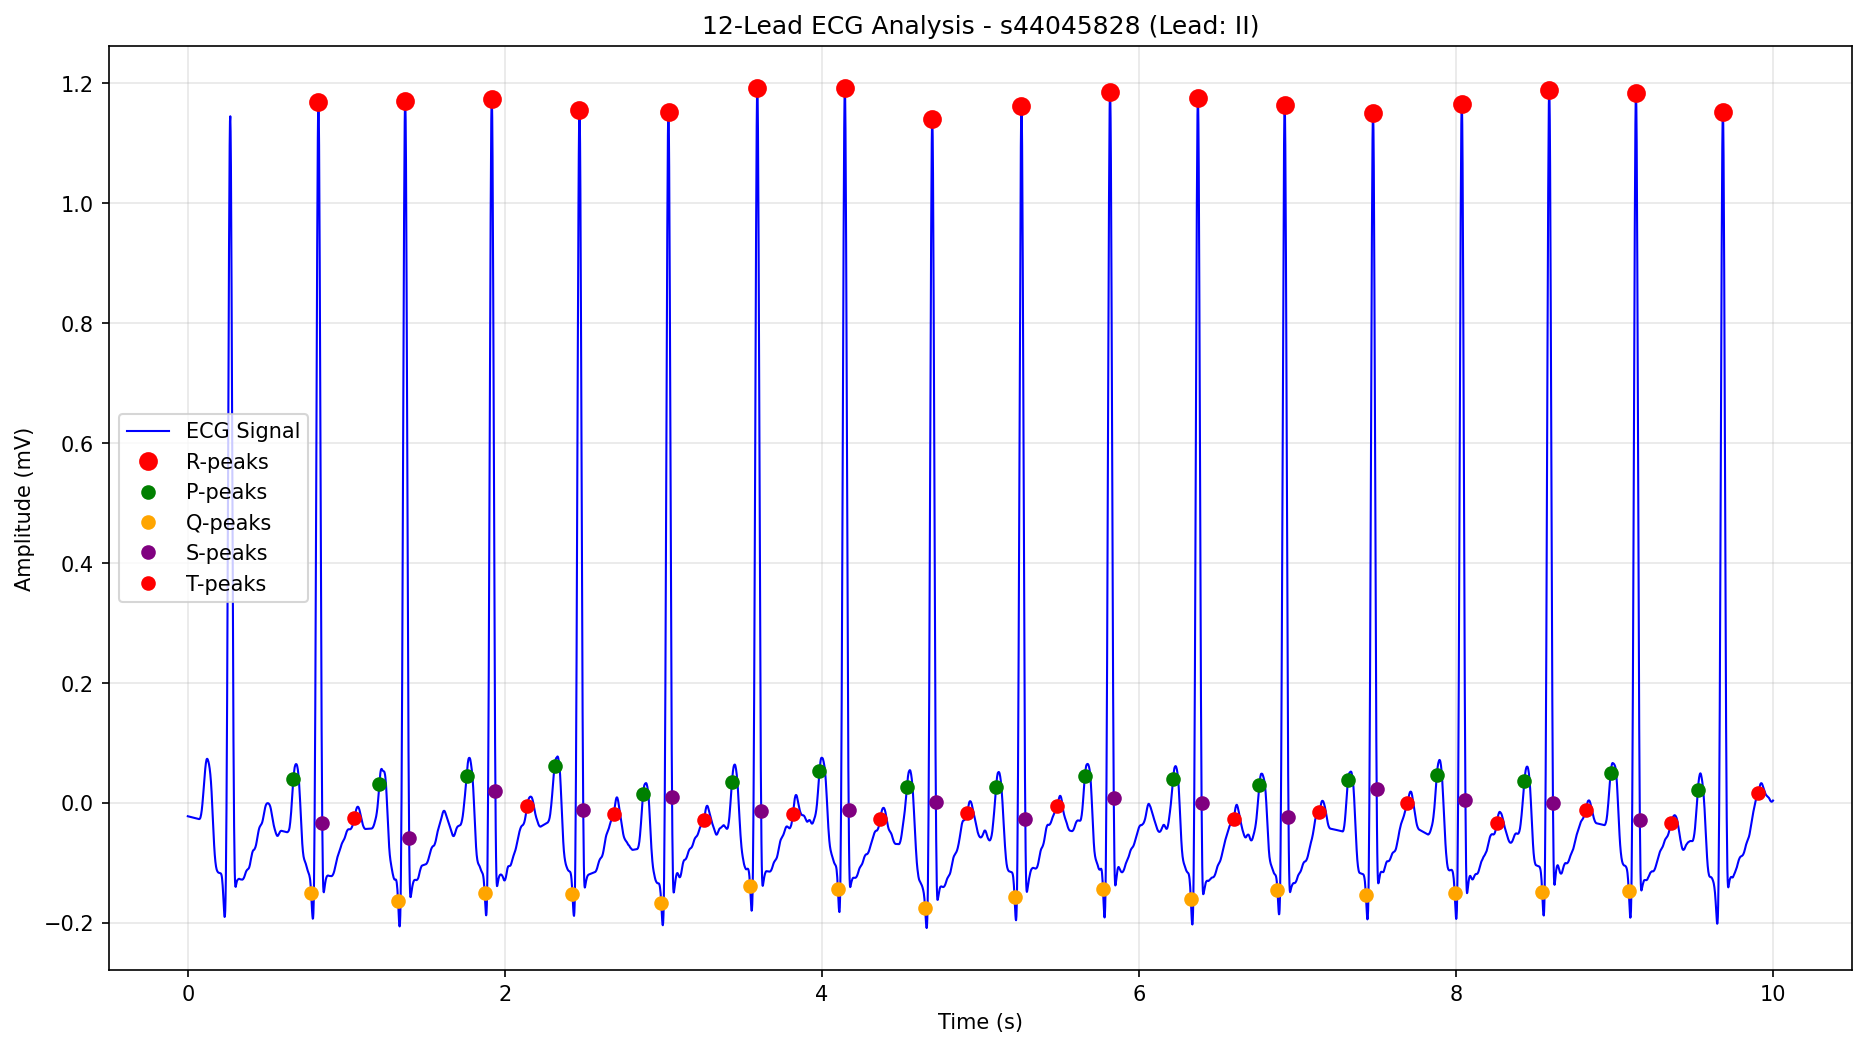 12-Lead ECG Analysis - s44045828 (Lead: II)
1.2
1.0
0.8
0.6
0.4
0.2
0.0
−0.2
Amplitude (mV)
ECG Signal
R-peaks
P-peaks
Q-peaks
S-peaks
T-peaks
0 2 4 6 8 10
Time (s)